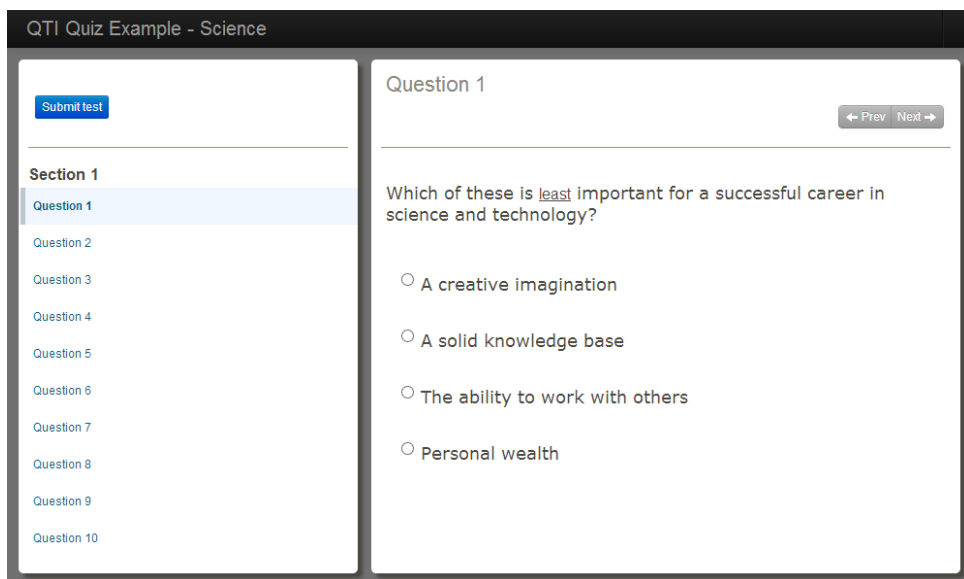 QTI Quiz Example - Science
Submit test
Section 1
Question 1
Question 2
Question 3
Question 4
Question 5
Question 6
Question 7
Question 8
Question 9
Question 10
Question 1
Prev Next
Which of these is least important for a successful career in
science and technology?
A creative imagination
A solid knowledge base
The ability to work with others
Personal wealth